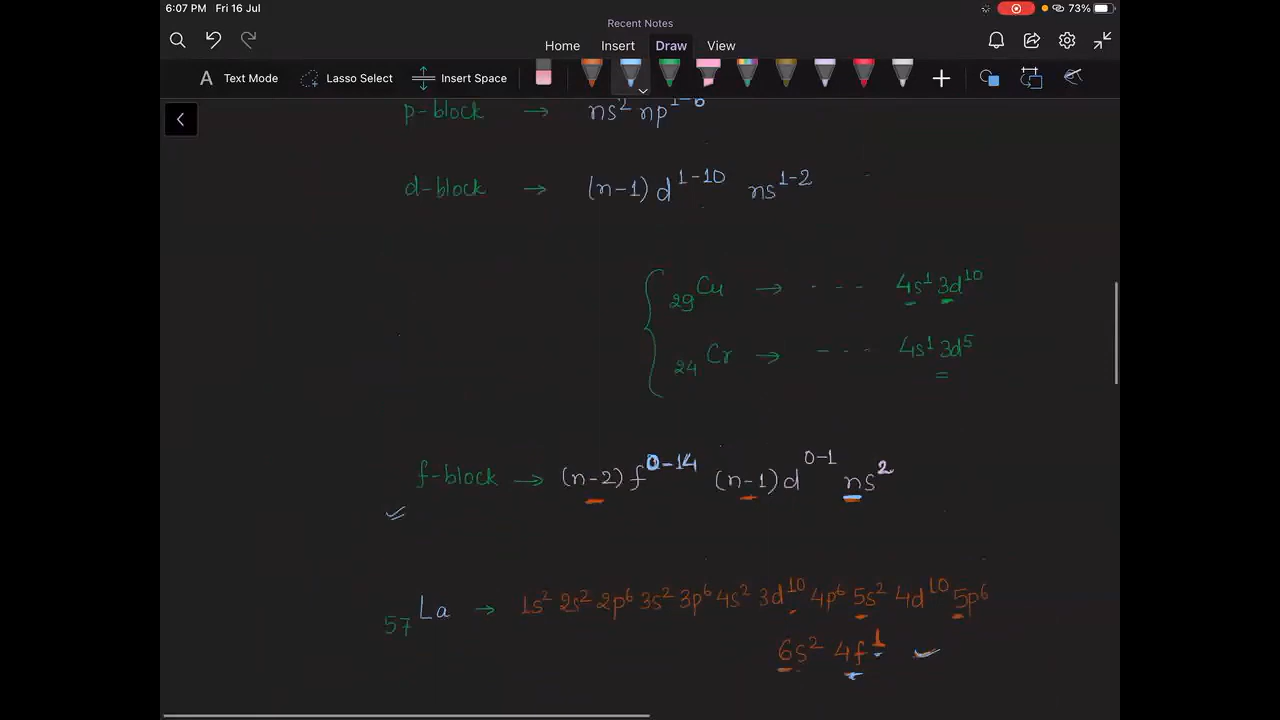 6:07 PM Fri 16 Jul
73%
Recent Notes
Home Insert Draw View
Text Mode Lasso Select Insert Space
p-block → ns² np¹⁻⁶
d-block → (n-1) d¹⁻¹⁰ ns¹⁻²
₂₉Cu → - - - 4s¹ 3d¹⁰
₂₄Cr → - - - 4s¹ 3d⁵
f-block → (n-2) f⁰⁻¹⁴ (n-1) d⁰⁻¹ ns²
₅₇La → 1s² 2s² 2p⁶ 3s² 3p⁶ 4s² 3d¹⁰ 4p⁶ 5s² 4d¹⁰ 5p⁶
6s² 4f¹